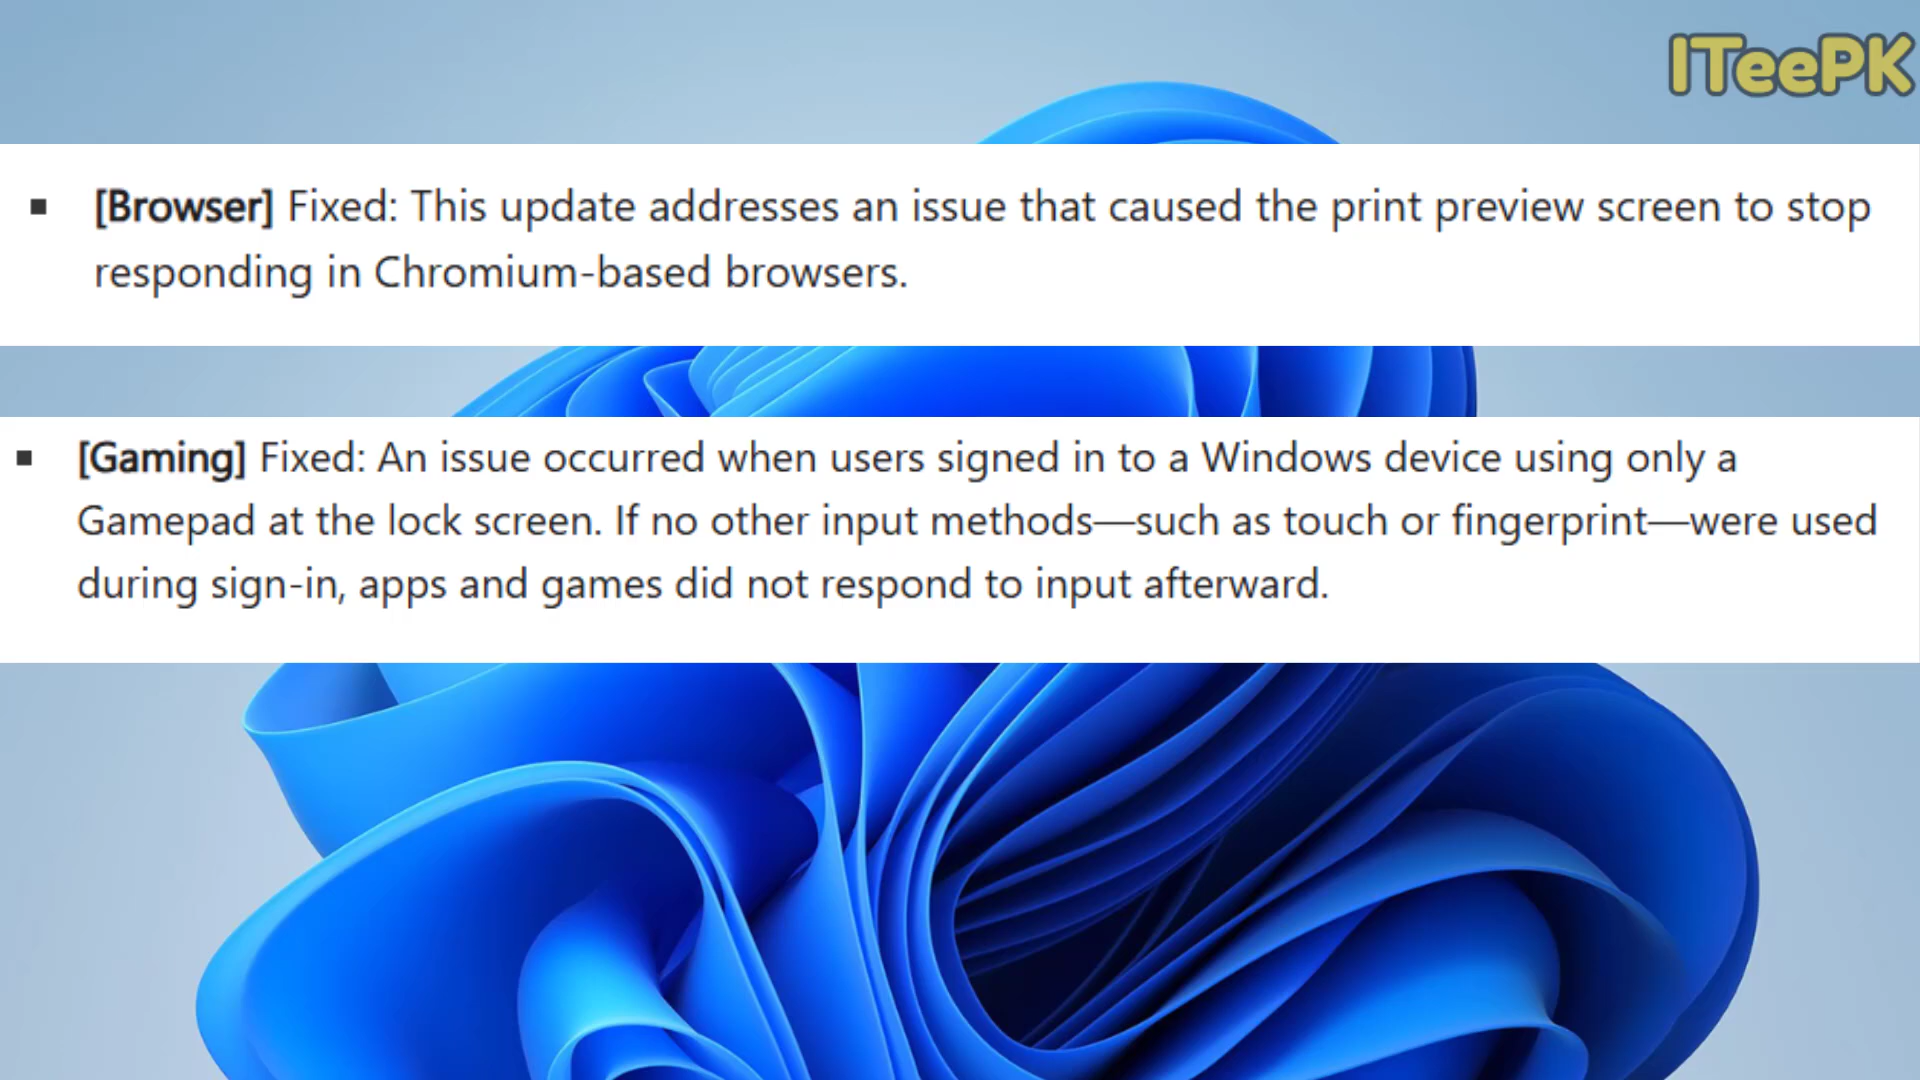 ITeePK
▪ [Browser] Fixed: This update addresses an issue that caused the print preview screen to stop
responding in Chromium-based browsers.
▪ [Gaming] Fixed: An issue occurred when users signed in to a Windows device using only a
Gamepad at the lock screen. If no other input methods—such as touch or fingerprint—were used
during sign-in, apps and games did not respond to input afterward.